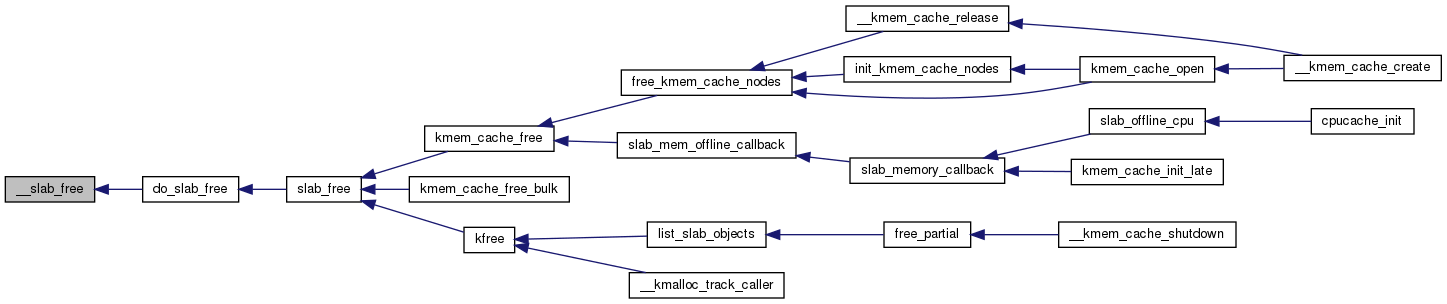 __slab_free
do_slab_free
slab_free
kmem_cache_free
free_kmem_cache_nodes
__kmem_cache_release
__kmem_cache_create
init_kmem_cache_nodes
kmem_cache_open
slab_mem_offline_callback
slab_memory_callback
slab_offline_cpu
cpucache_init
kmem_cache_init_late
kmem_cache_free_bulk
kfree
list_slab_objects
free_partial
__kmem_cache_shutdown
__kmalloc_track_caller